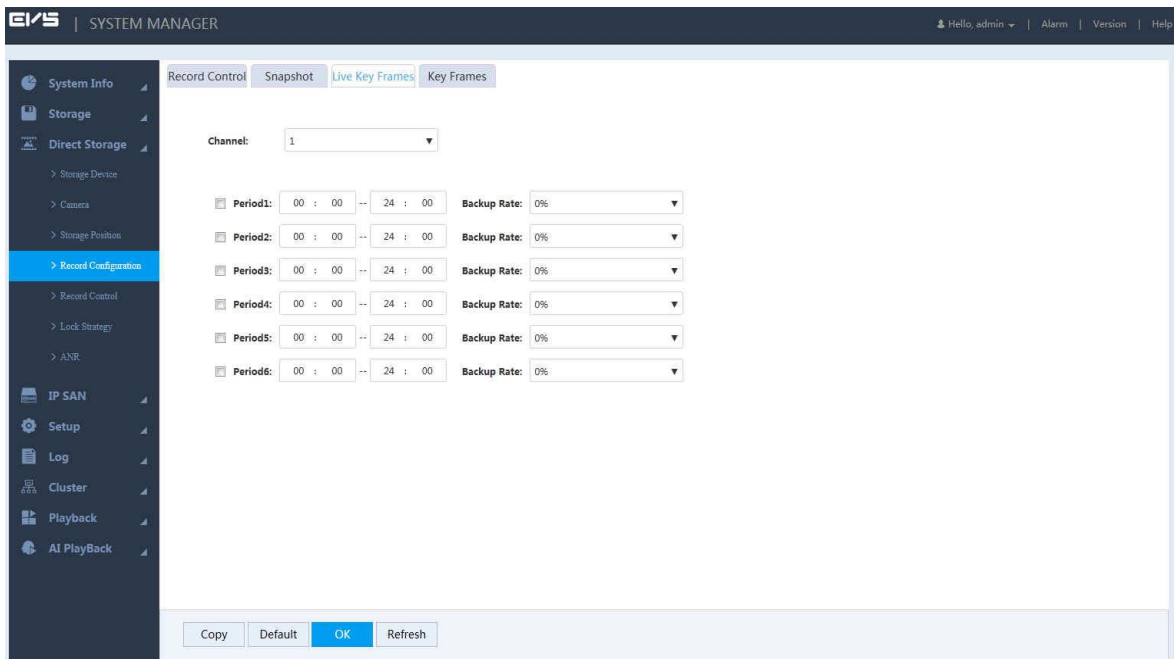 EVS | SYSTEM MANAGER
Hello, admin | Alarm | Version | Help
System Info
Storage
Direct Storage
> Storage Device
> Camera
> Storage Position
> Record Configuration
> Record Control
> Lock Strategy
> ANR
IP SAN
Setup
Log
Cluster
Playback
AI PlayBack
Record Control Snapshot Live Key Frames Key Frames
Channel: 1
Period1: 00 : 00 -- 24 : 00 Backup Rate: 0%
Period2: 00 : 00 -- 24 : 00 Backup Rate: 0%
Period3: 00 : 00 -- 24 : 00 Backup Rate: 0%
Period4: 00 : 00 -- 24 : 00 Backup Rate: 0%
Period5: 00 : 00 -- 24 : 00 Backup Rate: 0%
Period6: 00 : 00 -- 24 : 00 Backup Rate: 0%
Copy Default OK Refresh